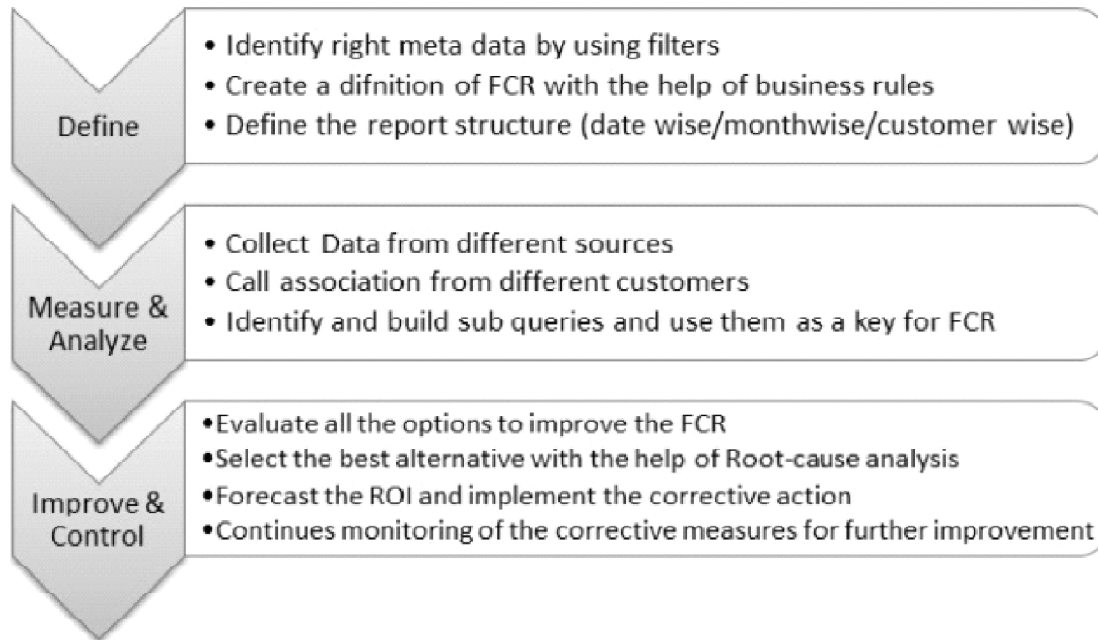 Define
• Identify right meta data by using filters
• Create a difnition of FCR with the help of business rules
• Define the report structure (date wise/monthwise/customer wise)
Measure &
Analyze
• Collect Data from different sources
• Call association from different customers
• Identify and build sub queries and use them as a key for FCR
Improve &
Control
•Evaluate all the options to improve the FCR
•Select the best alternative with the help of Root-cause analysis
•Forecast the ROI and implement the corrective action
•Continues monitoring of the corrective measures for further improvement